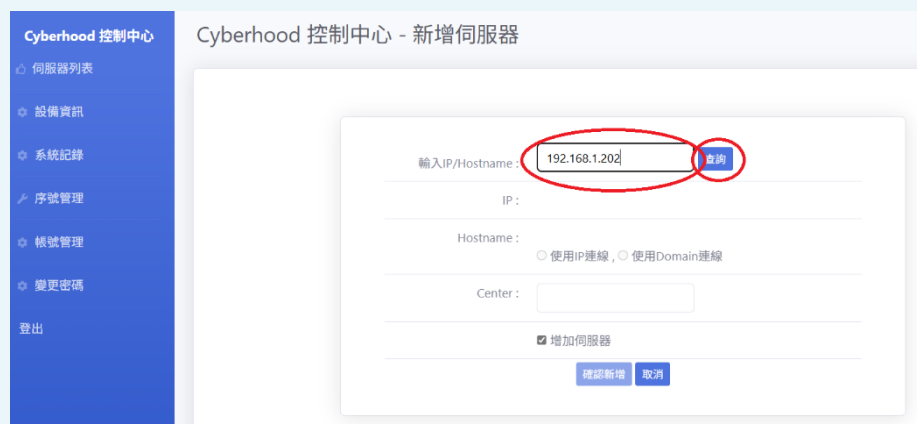 Cyberhood 控制中心
伺服器列表
設備資訊
系統記錄
序號管理
帳號管理
變更密碼
登出
Cyberhood 控制中心 - 新增伺服器
輸入IP/Hostname : 192.168.1.202 查詢
IP :
Hostname :
使用IP連線 , 使用Domain連線
Center :
增加伺服器
確認新增 取消